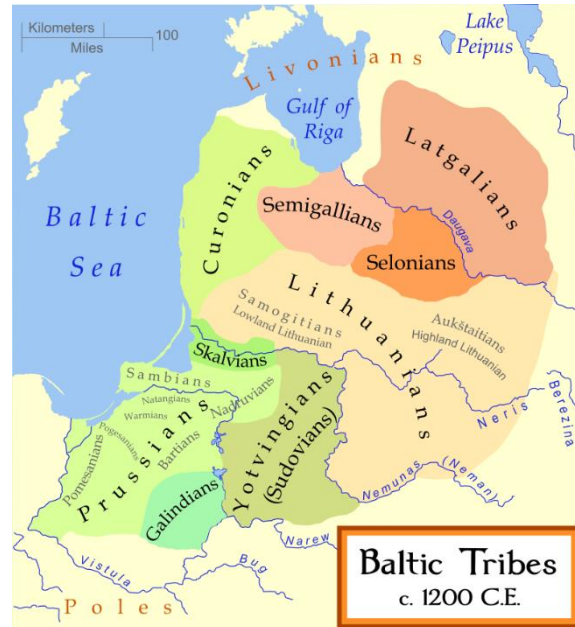 Kilometers
Miles
100
Lake
Peipus
Livonians
Gulf of
Riga
Latgalians
Curonians
Semigallians
Daugava
Baltic
Sea
Selonians
Lithuanians
Samogitians
Lowland Lithuanian
Aukštaitians
Highland Lithuanian
Skalvians
Sambians
Nadruvians
Natangians
Warmians
Pogesanians
Bartians
Pomesanians
Prussians
Yotvingians
(Sudovians)
Neris
Berezina
Nemunas (Neman)
Galindians
Narew
Vistula
Bug
Poles
Baltic Tribes
c. 1200 C.E.